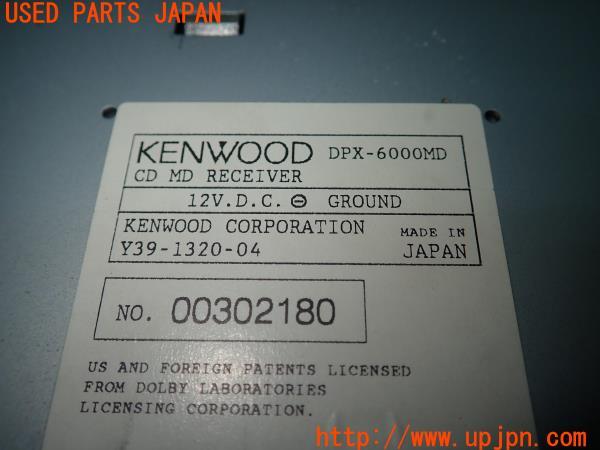 USED PARTS JAPAN
KENWOOD DPX-6000MD
CD MD RECEIVER
12V.D.C. ⊖ GROUND
KENWOOD CORPORATION MADE IN
Y39-1320-04 JAPAN
NO. 00302180
US AND FOREIGN PATENTS LICENSED
FROM DOLBY LABORATORIES
LICENSING CORPORATION.
http://www.upjpn.com/